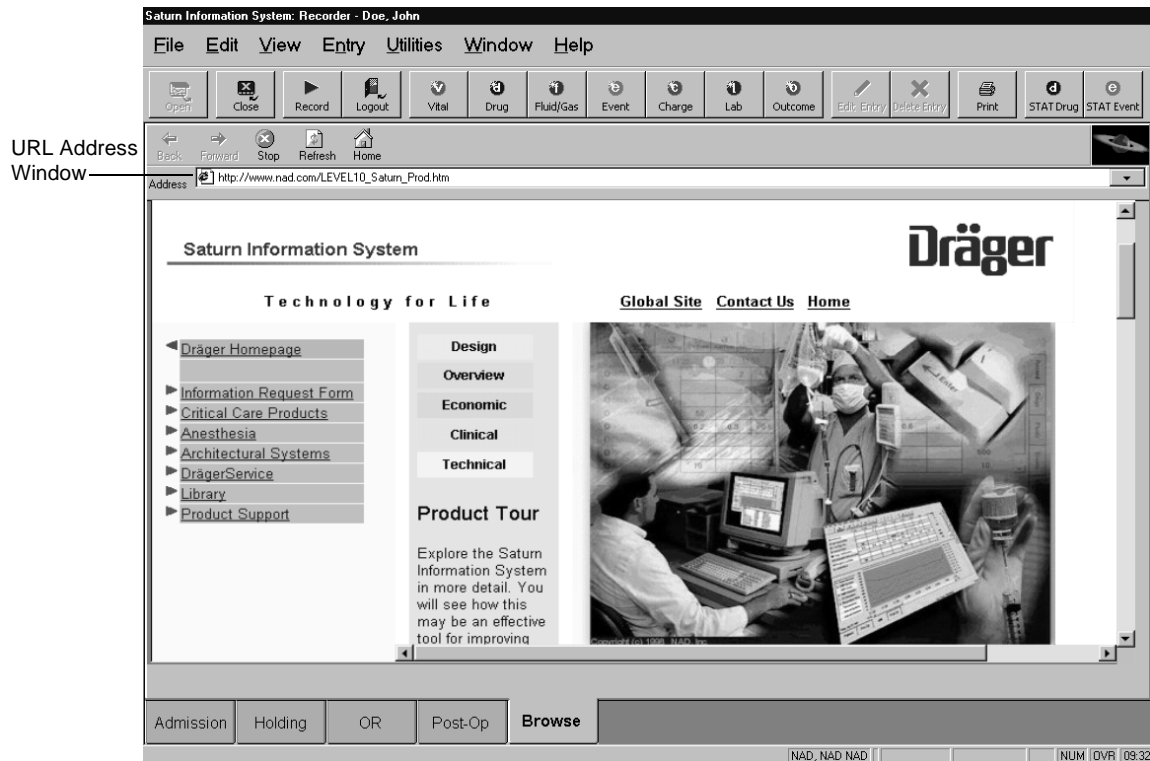 Saturn Information System: Recorder - Doe, John
File Edit View Entry Utilities Window Help
Open Close Record Logout Vital Drug Fluid/Gas Event Charge Lab Outcome Edit Entry Delete Entry Print STAT Drug STAT Event
Back Forward Stop Refresh Home
URL Address
Window
Address http://www.nad.com/LEVEL10_Saturn_Prod.htm
Saturn Information System
Dräger
Technology for Life
Global Site Contact Us Home
Dräger Homepage
Information Request Form
Critical Care Products
Anesthesia
Architectural Systems
DrägerService
Library
Product Support
Design
Overview
Economic
Clinical
Technical
Product Tour
Explore the Saturn
Information System
in more detail. You
will see how this
may be an effective
tool for improving
Enter
Copyright (c) 1998 NAD, Inc.
Admission Holding OR Post-Op Browse
NAD, NAD NAD NUM OVR 09:32